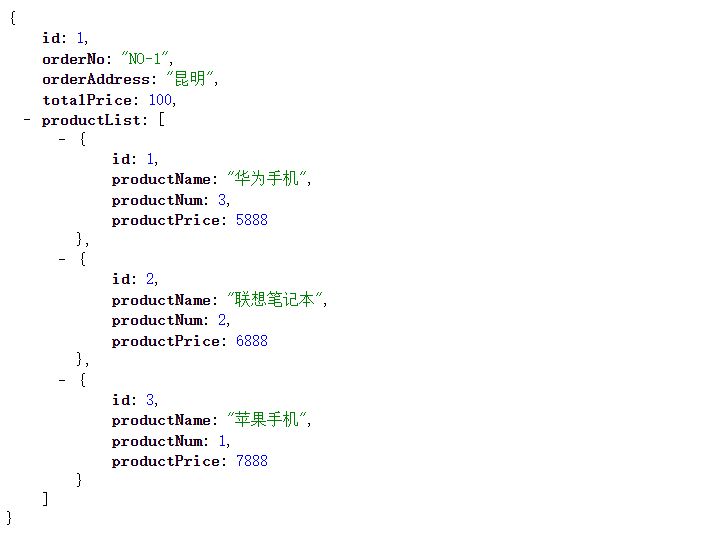 {
id: 1,
orderNo: "NO-1",
orderAddress: "昆明",
totalPrice: 100,
- productList: [
- {
id: 1,
productName: "华为手机",
productNum: 3,
productPrice: 5888
},
- {
id: 2,
productName: "联想笔记本",
productNum: 2,
productPrice: 6888
},
- {
id: 3,
productName: "苹果手机",
productNum: 1,
productPrice: 7888
}
]
}